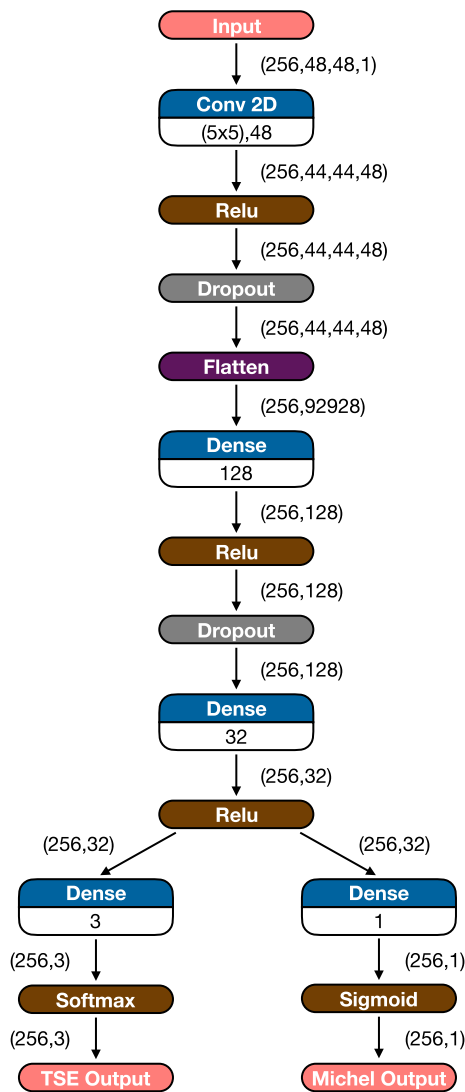 Input
(256,48,48,1)
Conv 2D
(5x5),48
(256,44,44,48)
Relu
(256,44,44,48)
Dropout
(256,44,44,48)
Flatten
(256,92928)
Dense
128
(256,128)
Relu
(256,128)
Dropout
(256,128)
Dense
32
(256,32)
Relu
(256,32)
(256,32)
Dense
Dense
3
1
(256,3)
(256,1)
Softmax
Sigmoid
(256,3)
(256,1)
TSE Output
Michel Output